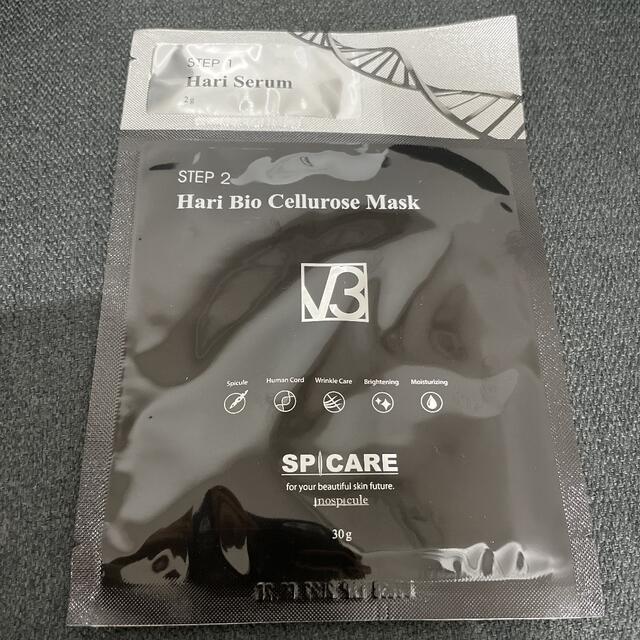 STEP 1
Hari Serum
2g
STEP 2
Hari Bio Cellurose Mask
V3
Spicule Human Cord Wrinkle Care Brightening Moisturizing
SPICARE
for your beautiful skin future.
inospicule
30g